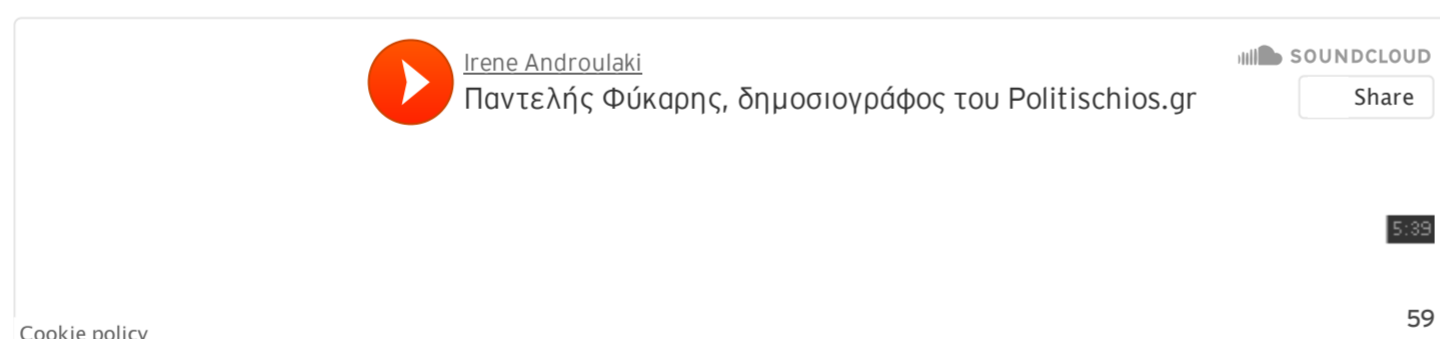 Irene Androulaki
SOUNDCLOUD
Παντελής Φύκαρης, δημοσιογράφος του Politischios.gr
Share
5:39
59
Cookie policy